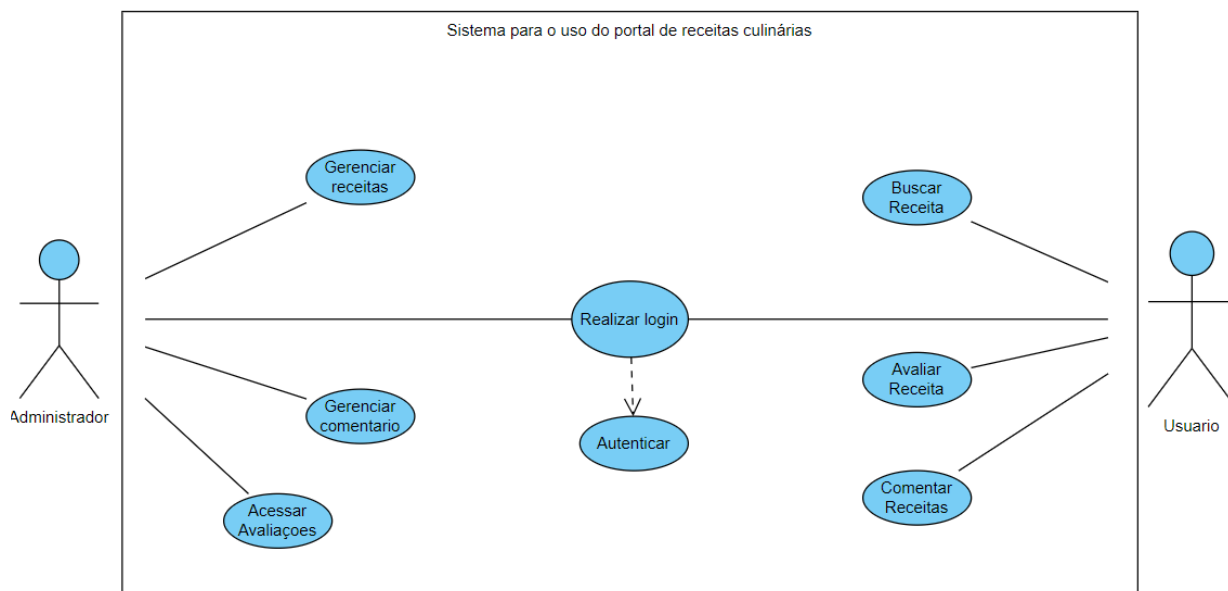 Sistema para o uso do portal de receitas culinárias
Gerenciar
receitas
Buscar
Receita
Realizar login
Avaliar
Receita
Gerenciar
comentario
Administrador
Usuario
Autenticar
Comentar
Receitas
Acessar
Avaliaçoes